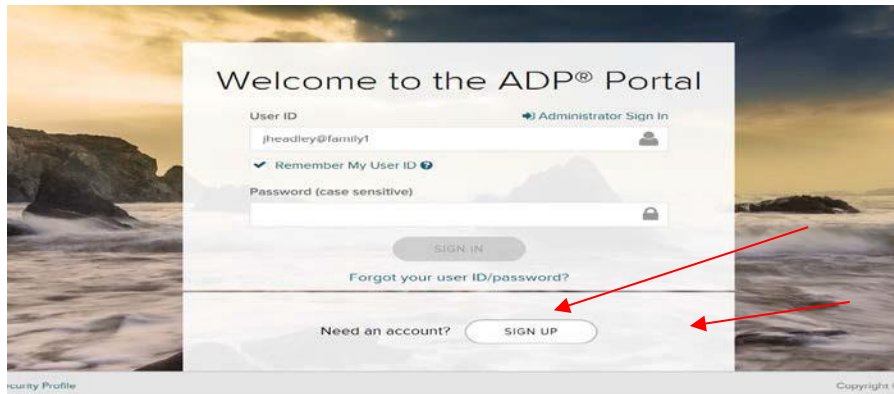 Welcome to the ADP® Portal
User ID
Administrator Sign In
jheadley@family1
Remember My User ID
Password (case sensitive)
SIGN IN
Forgot your user ID/password?
Need an account? SIGN UP
ecurity Profile
Copyright